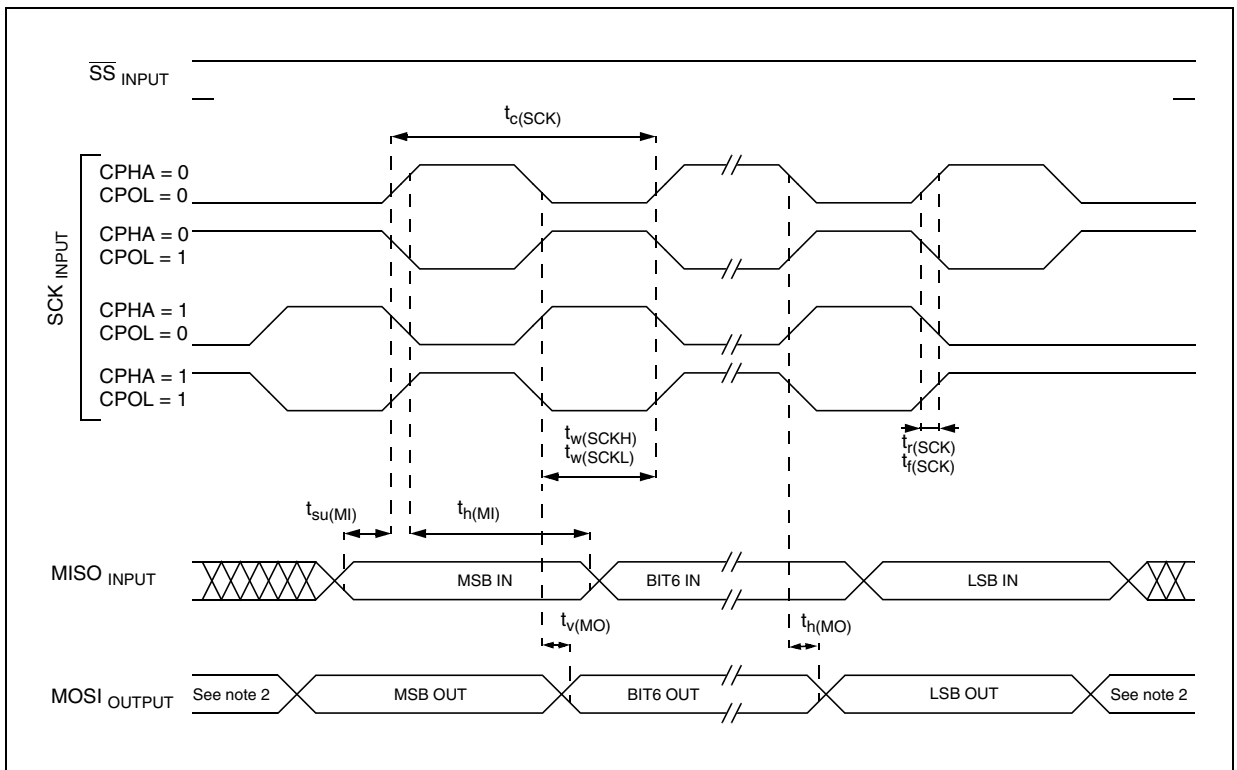 SS INPUT
tc(SCK)
SCK INPUT
CPHA = 0
CPOL = 0
CPHA = 0
CPOL = 1
CPHA = 1
CPOL = 0
CPHA = 1
CPOL = 1
tw(SCKH)
tw(SCKL)
tr(SCK)
tf(SCK)
tsu(MI)
th(MI)
MISO INPUT
MSB IN
BIT6 IN
LSB IN
tv(MO)
th(MO)
MOSI OUTPUT
See note 2
MSB OUT
BIT6 OUT
LSB OUT
See note 2